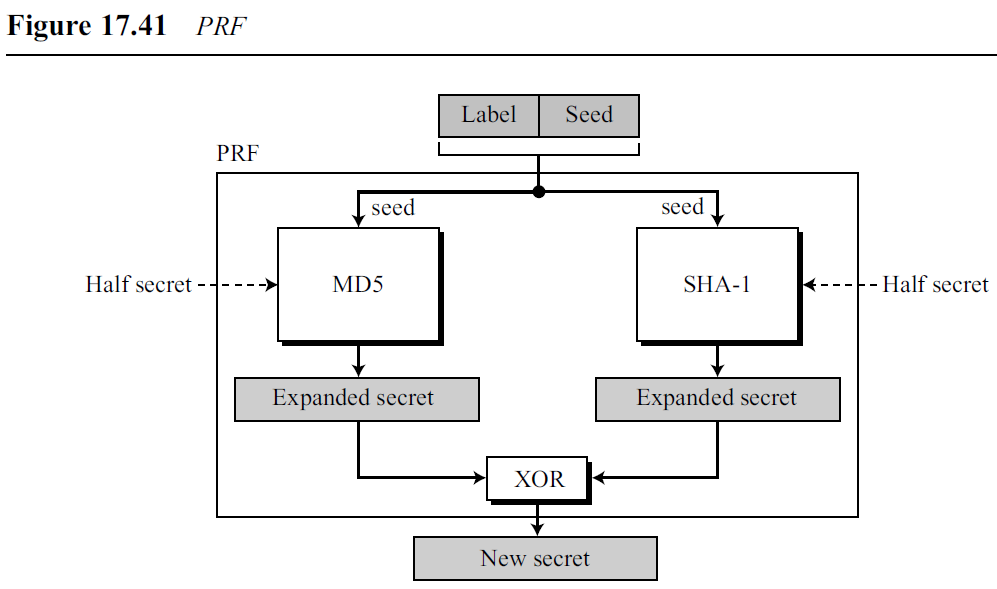 Figure 17.41 PRF
Label Seed
PRF
seed seed
Half secret MD5 SHA-1 Half secret
Expanded secret Expanded secret
XOR
New secret